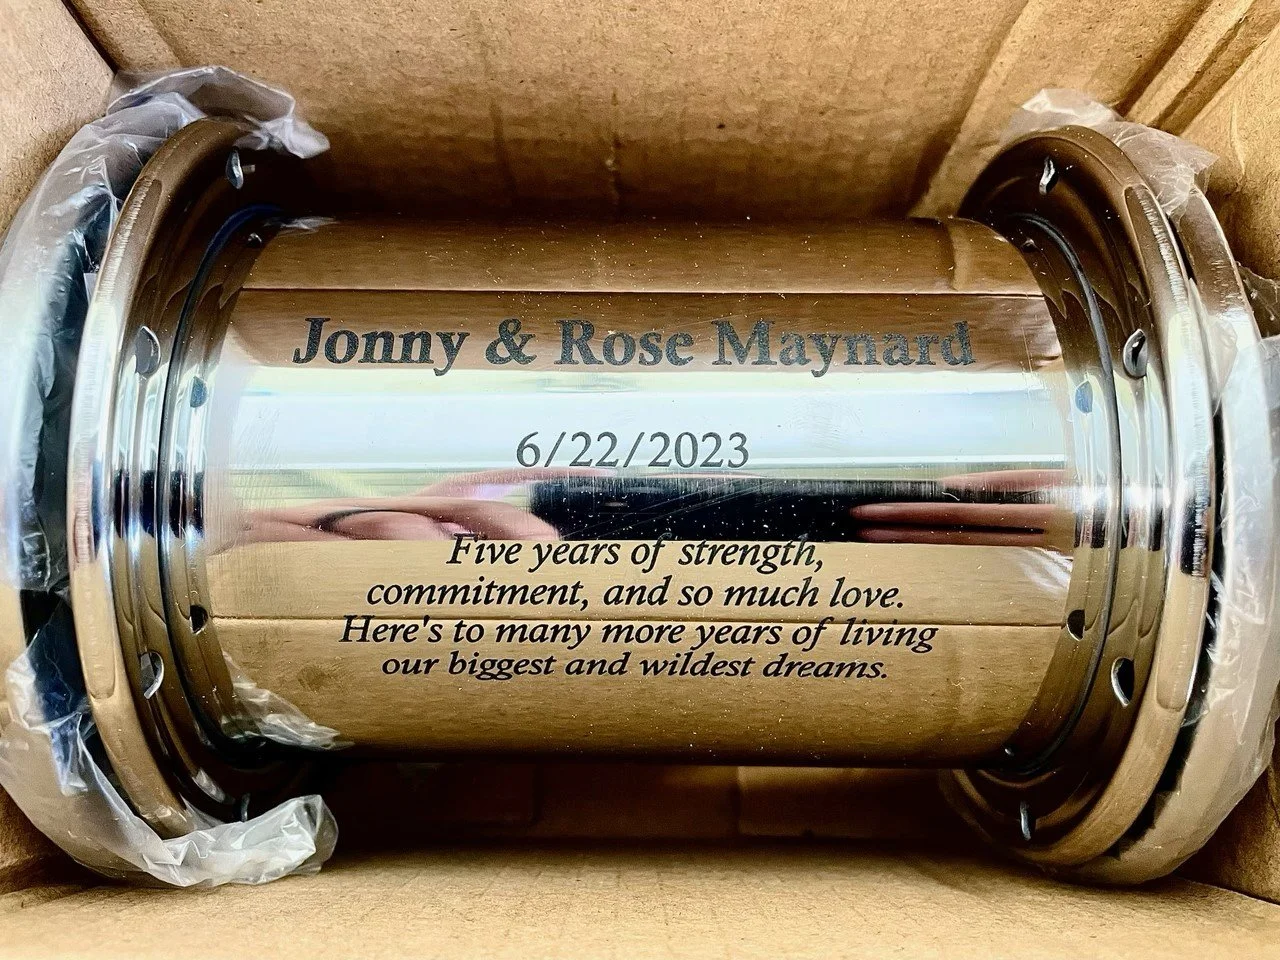 Jonny & Rose Maynard
6/22/2023
Five years of strength,
commitment, and so much love.
Here's to many more years of living
our biggest and wildest dreams.